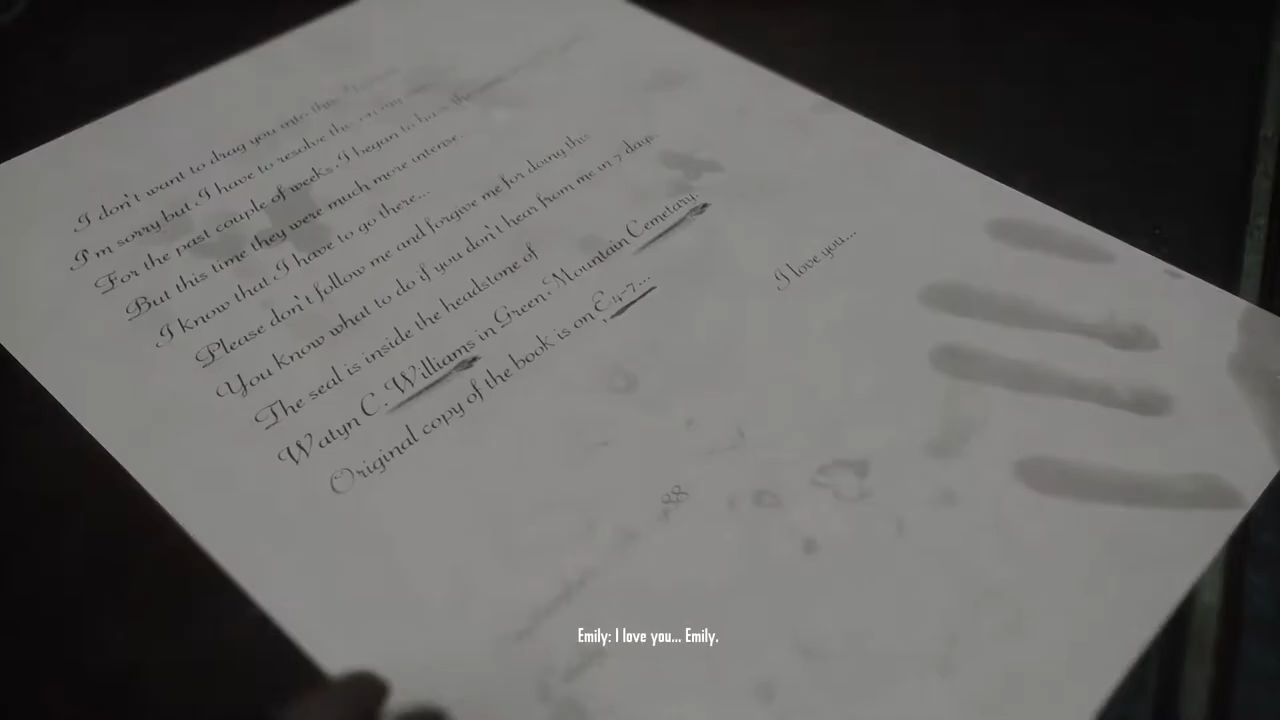 I don't want to drag you into this
I'm sorry but I have to resolve
For the past couple of weeks I began to
But this time they were much more intense.
I know that I have to go there...
Please don't follow me and forgive me for doing this
You know what to do if you don't hear from me in 7 days.
The seal is inside the headstone of
Watyn C. Williams in Green Mountain Cemetary.
Original copy of the book is on E4-7...
I love you...
88
Emily: I love you... Emily.